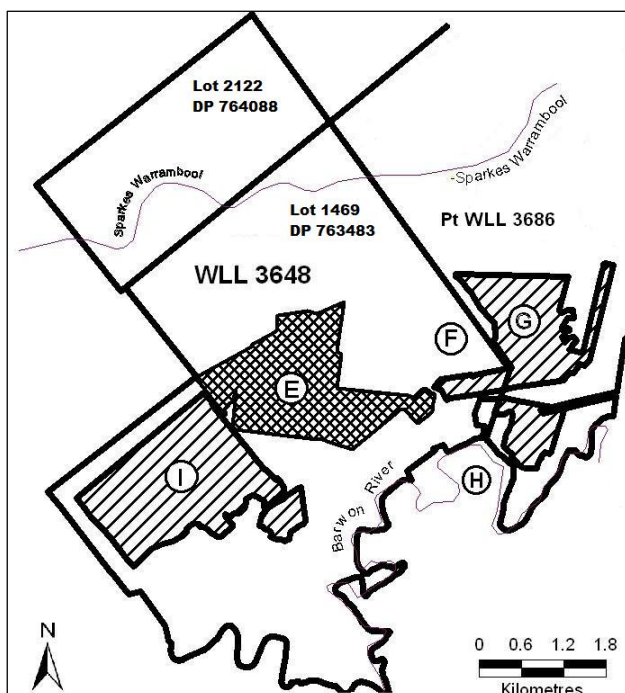 Lot 2122
DP 764088
Sparkes Warrambool
-Sparkes Warrambool
Lot 1469
DP 763483
Pt WLL 3686
WLL 3648
G
F
E
I
H
Barwon River
N
0 0.6 1.2 1.8
Kilometres